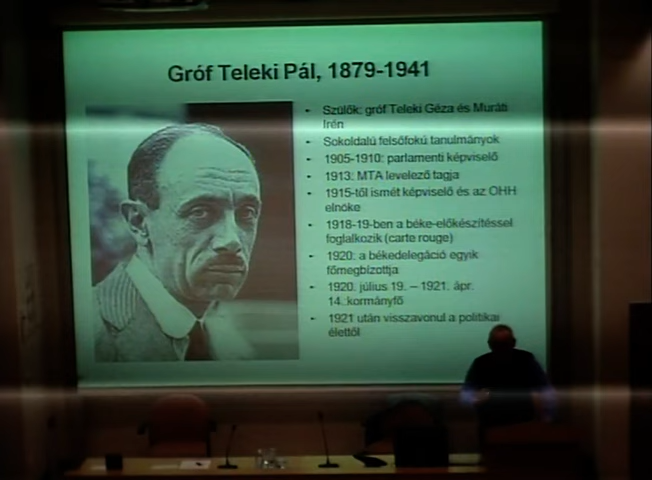 Gróf Teleki Pál, 1879-1941
- Szülők: gróf Teleki Géza és Muráti
Irén
- Sokoldalú felsőfokú tanulmányok
- 1905-1910: parlamenti képviselő
- 1913: MTA levelező tagja
- 1915-től ismét képviselő és az OHH
elnöke
- 1918-19-ben a béke-előkészítéssel
foglalkozik (carte rouge)
- 1920: a békedelegáció egyik
főmegbízottja
- 1920. július 19. – 1921. ápr.
14.:kormányfő
- 1921 után visszavonul a politikai
élettől